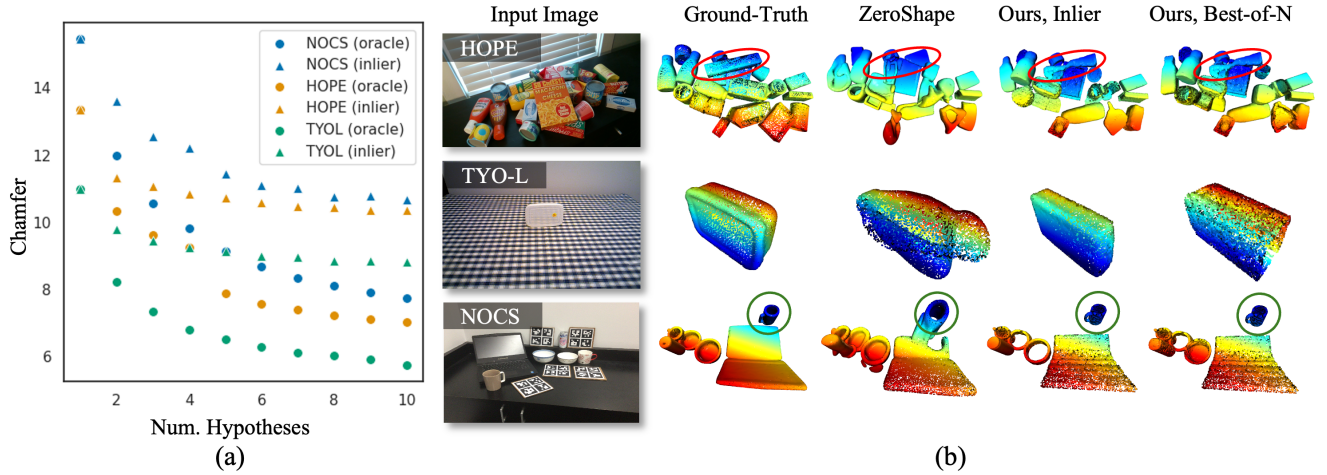 Input Image
Ground-Truth
ZeroShape
Ours, Inlier
Ours, Best-of-N
Chamfer
14
12
10
8
6
NOCS (oracle)
NOCS (inlier)
HOPE (oracle)
HOPE (inlier)
TYOL (oracle)
TYOL (inlier)
2
4
6
8
10
Num. Hypotheses
(a)
HOPE
MACARONI
CHEESE
TYO-L
NOCS
(b)